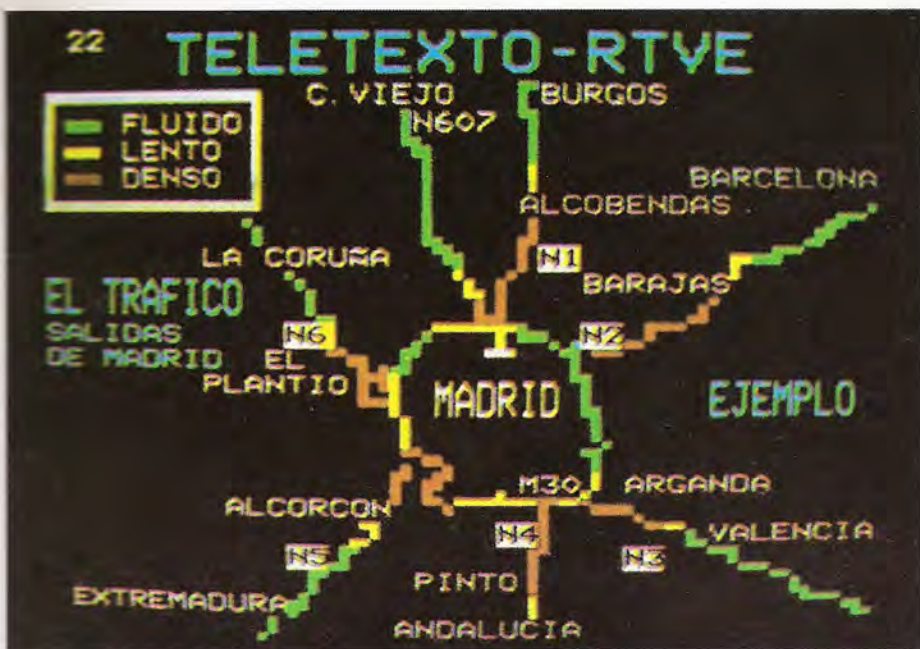 22
TELETEXTO-RTVE
C. VIEJO
BURGOS
N607
FLUIDO
LENTO
DENSO
BARCELONA
ALCOBENDAS
LA CORUÑA
N1
BARAJAS
EL TRAFICO
SALIDAS
DE MADRID
N6
N2
EL
PLANTIO
MADRID
EJEMPLO
M30
ARGANDA
ALCORCON
N4
VALENCIA
N5
N3
PINTO
EXTREMADURA
ANDALUCIA